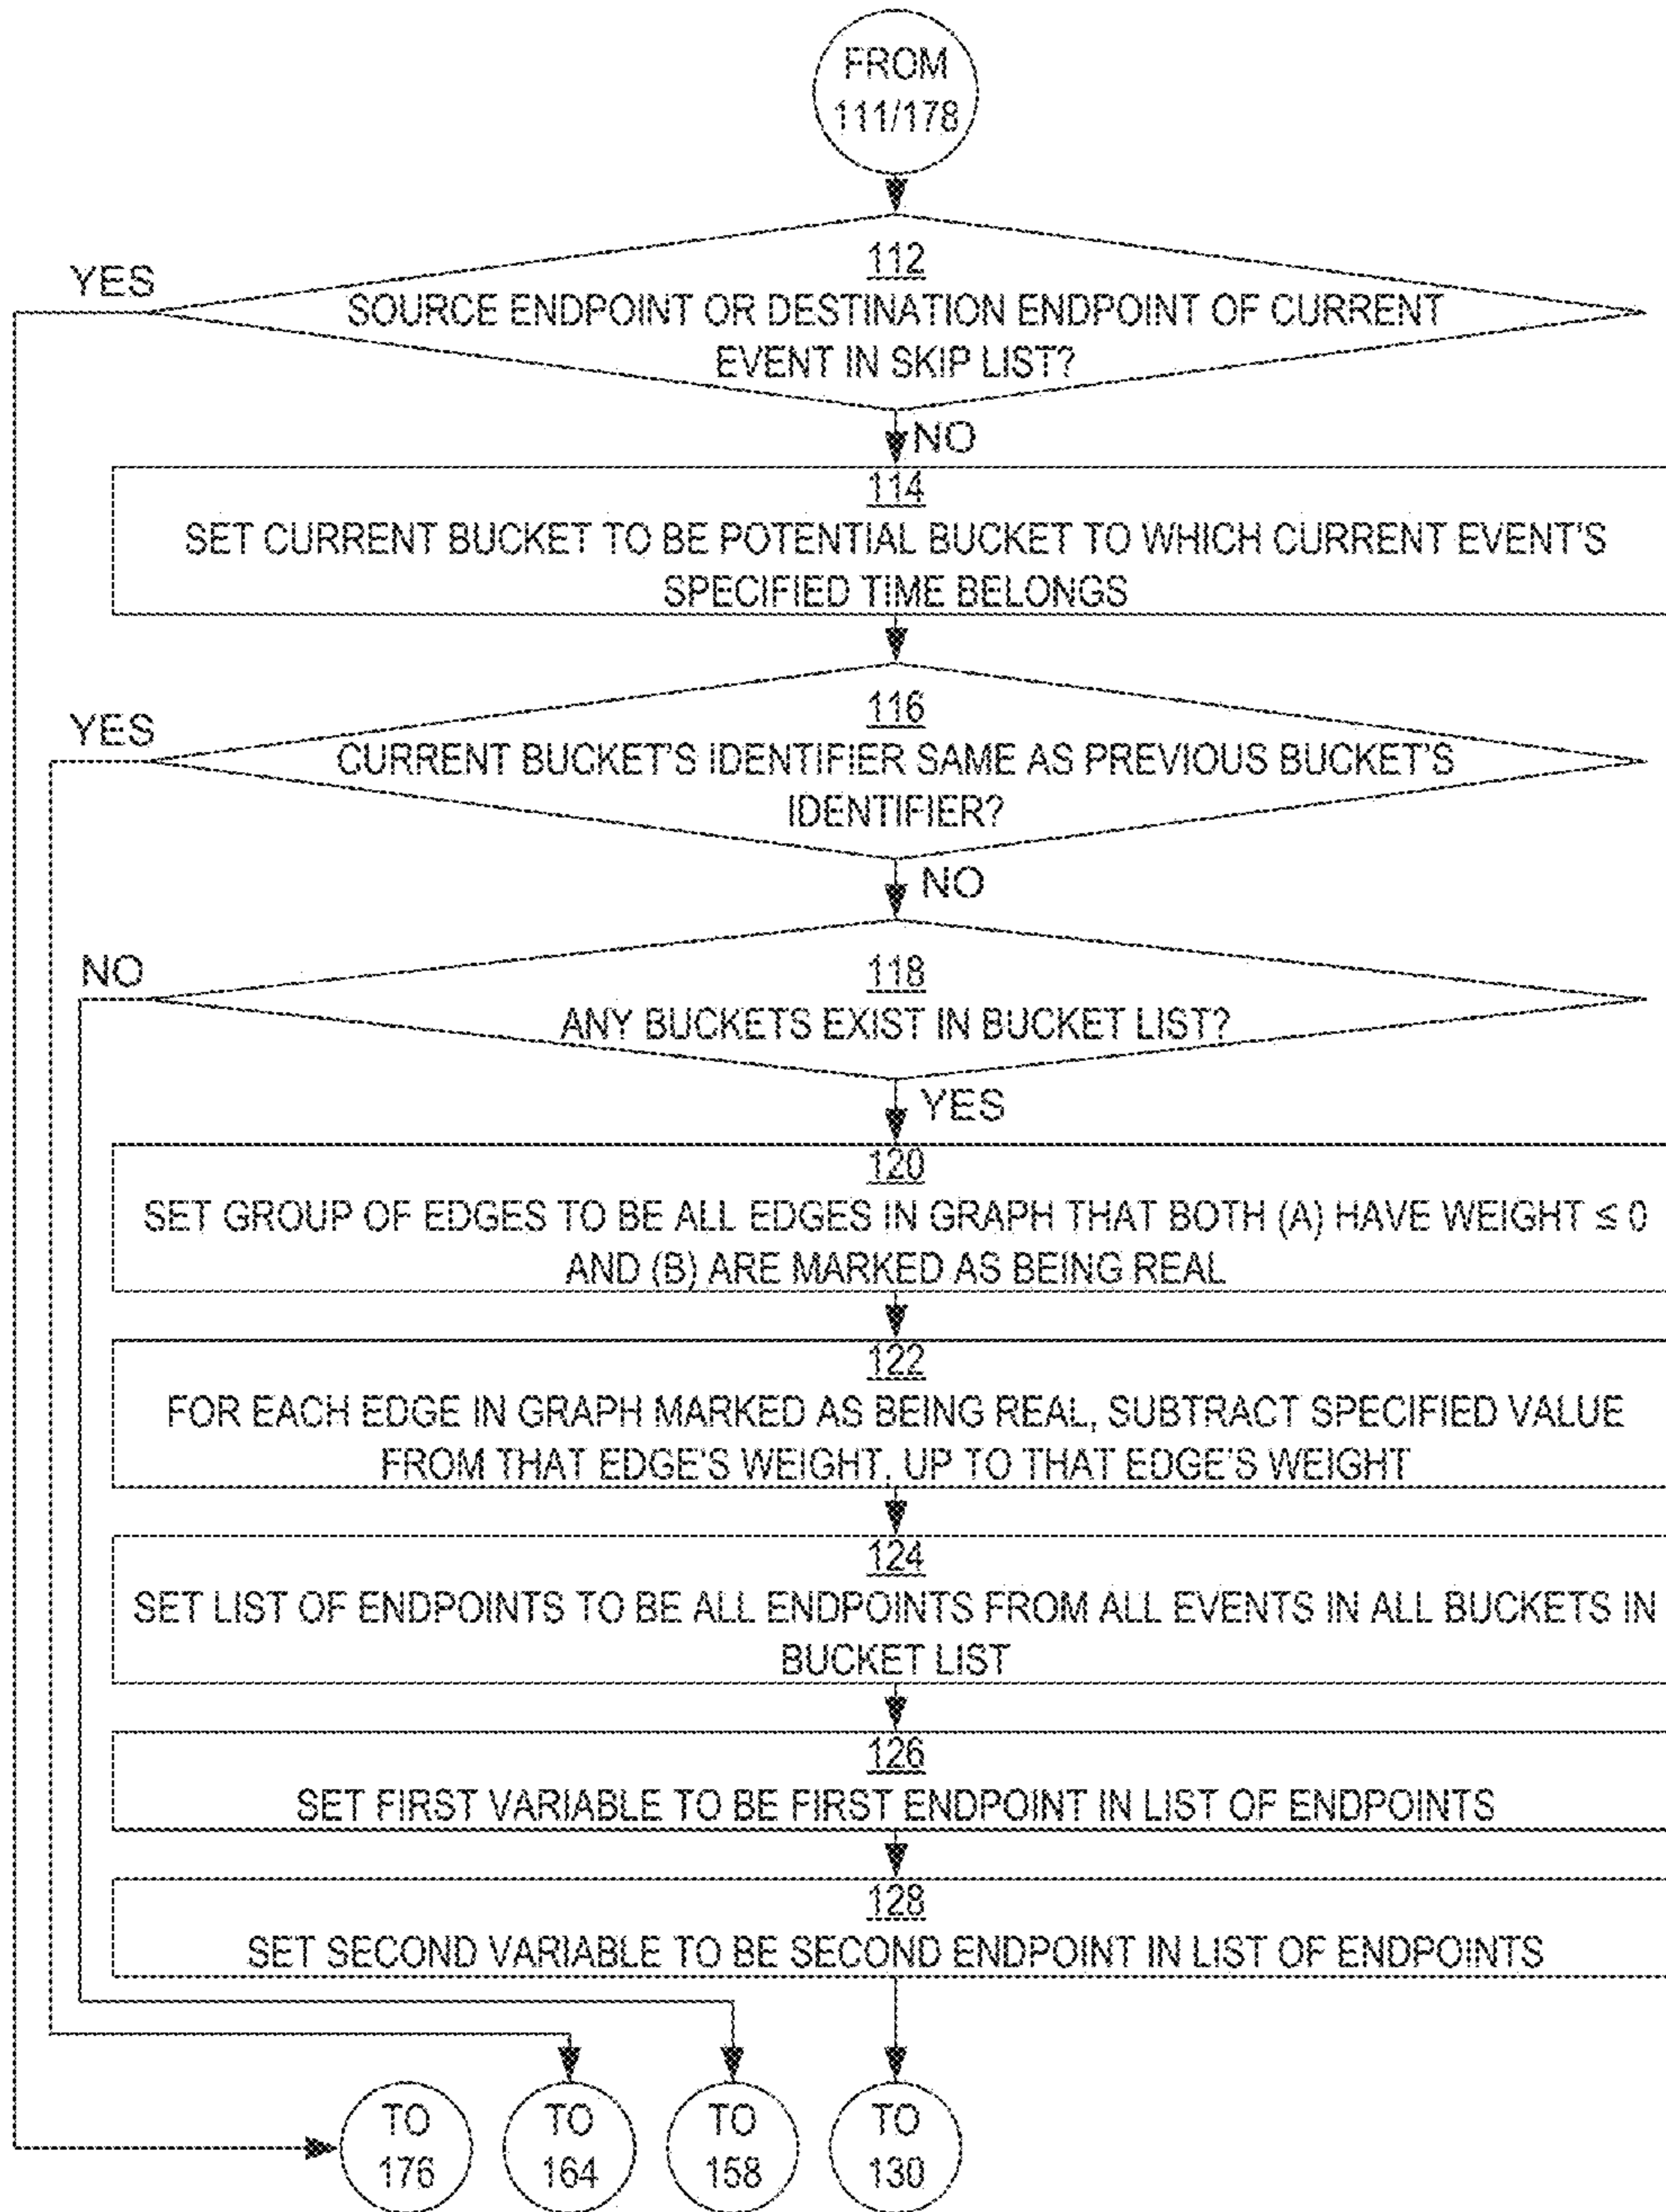 FROM
111/178
112
YES
SOURCE ENDPOINT OR DESTINATION ENDPOINT OF CURRENT
EVENT IN SKIP LIST?
NO
114
SET CURRENT BUCKET TO BE POTENTIAL BUCKET TO WHICH CURRENT EVENT'S
SPECIFIED TIME BELONGS
116
YES
CURRENT BUCKET'S IDENTIFIER SAME AS PREVIOUS BUCKET'S
IDENTIFIER?
NO
118
NO
ANY BUCKETS EXIST IN BUCKET LIST?
YES
120
SET GROUP OF EDGES TO BE ALL EDGES IN GRAPH THAT BOTH (A) HAVE WEIGHT ≤ 0
AND (B) ARE MARKED AS BEING REAL
122
FOR EACH EDGE IN GRAPH MARKED AS BEING REAL, SUBTRACT SPECIFIED VALUE
FROM THAT EDGE'S WEIGHT, UP TO THAT EDGE'S WEIGHT
124
SET LIST OF ENDPOINTS TO BE ALL ENDPOINTS FROM ALL EVENTS IN ALL BUCKETS IN
BUCKET LIST
126
SET FIRST VARIABLE TO BE FIRST ENDPOINT IN LIST OF ENDPOINTS
128
SET SECOND VARIABLE TO BE SECOND ENDPOINT IN LIST OF ENDPOINTS
TO
176
TO
164
TO
158
TO
130